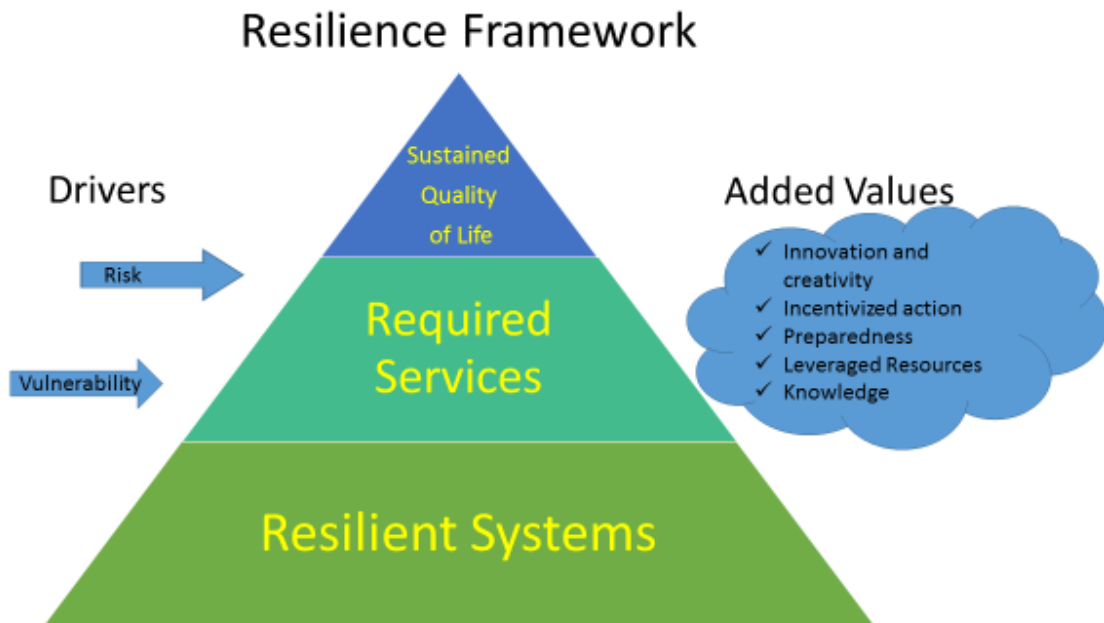 Resilience Framework
Drivers
Risk
Vulnerability
Sustained
Quality
of Life
Required
Services
Resilient Systems
Added Values
✓ Innovation and
creativity
✓ Incentivized action
✓ Preparedness
✓ Leveraged Resources
✓ Knowledge